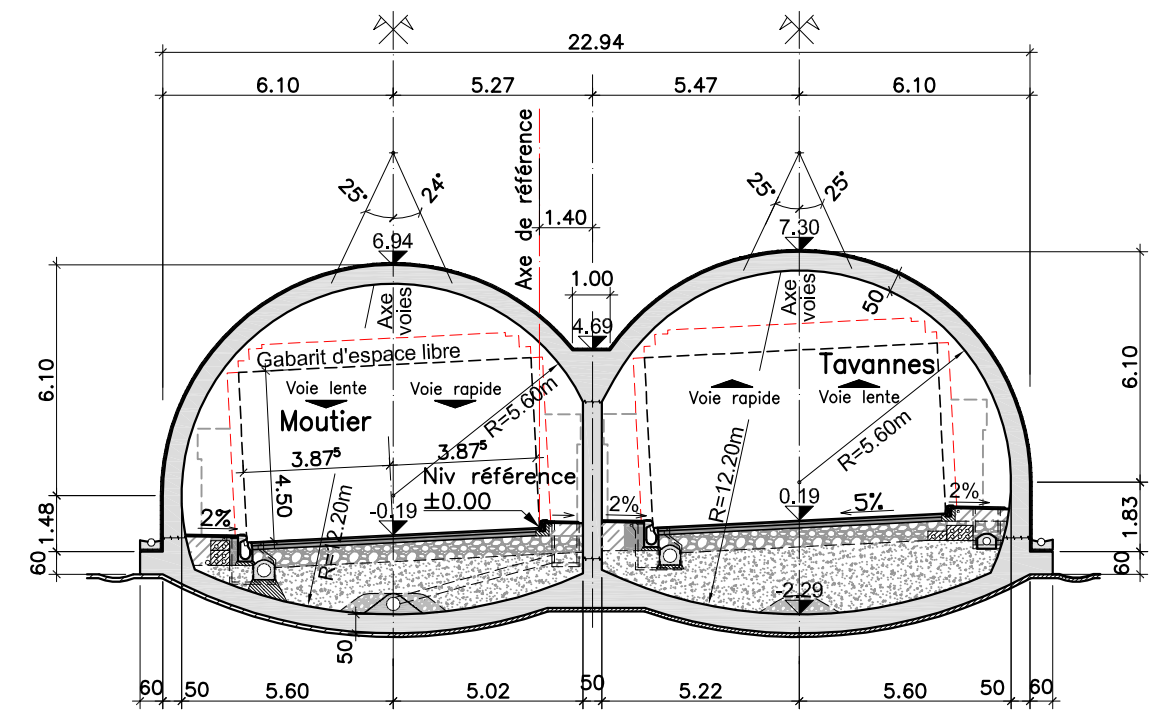 22.94
6.10
5.27
5.47
6.10
Axe de référence
25°
24°
25°
25°
1.40
6.94
7.30
1.00
Axe voies
Axe voies
50
4.69
6.10
6.10
Gabarit d'espace libre
Voie lente
Voie rapide
Moutier
Tavannes
Voie rapide
Voie lente
R=5.60m
R=5.60m
3.87⁵
3.87⁵
4.50
Niv référence
±0.00
R=12.20m
R=12.20m
-0.19
0.19
2%
2%
5%
2%
1.48
1.83
60
60
-2.29
50
60
50
5.60
5.02
50
5.22
5.60
50
60